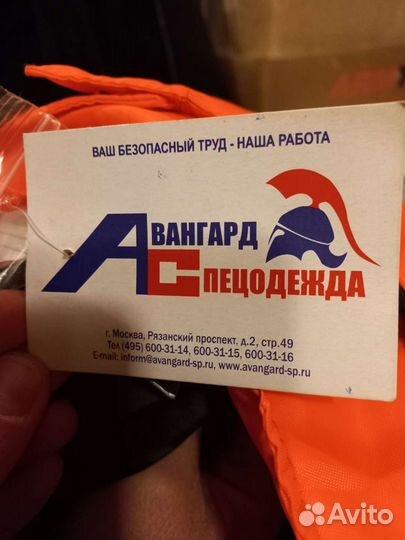 ВАШ БЕЗОПАСНЫЙ ТРУД - НАША РАБОТА
АВАНГАРД
СПЕЦОДЕЖДА
г. Москва, Рязанский проспект, д.2, стр.49
Тел (495) 600-31-14, 600-31-15, 600-31-16
E-mail: inform@avangard-sp.ru, www.avangard-sp.ru
Avito